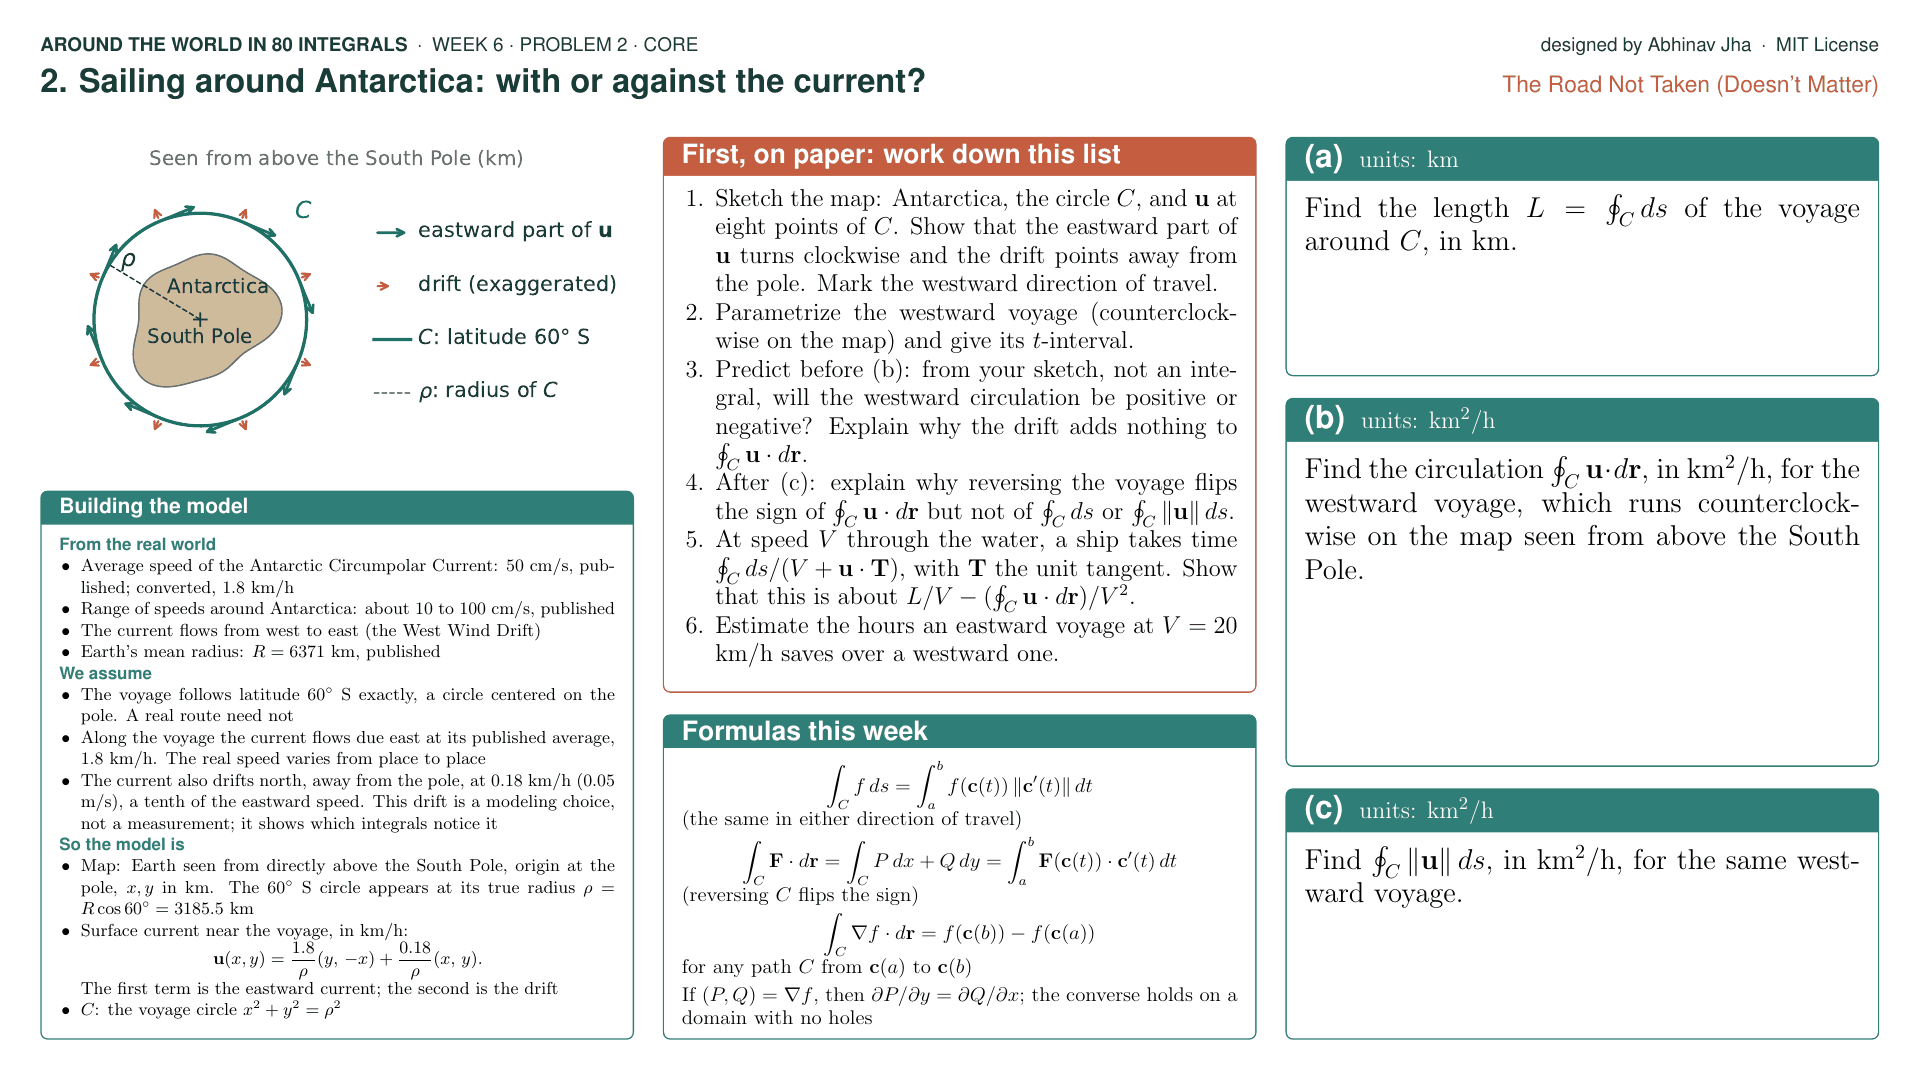 AROUND THE WORLD IN 80 INTEGRALS · WEEK 6 · PROBLEM 2 · CORE
designed by Abhinav Jha · MIT License
2. Sailing around Antarctica: with or against the current?
The Road Not Taken (Doesn't Matter)
Seen from above the South Pole (km)
C
ρ
Antarctica
South Pole
eastward part of u
drift (exaggerated)
C: latitude 60° S
ρ: radius of C
Building the model
From the real world
• Average speed of the Antarctic Circumpolar Current: 50 cm/s, pub-
lished; converted, 1.8 km/h
• Range of speeds around Antarctica: about 10 to 100 cm/s, published
• The current flows from west to east (the West Wind Drift)
• Earth's mean radius: R = 6371 km, published
We assume
• The voyage follows latitude 60° S exactly, a circle centered on the
pole. A real route need not
• Along the voyage the current flows due east at its published average,
1.8 km/h. The real speed varies from place to place
• The current also drifts north, away from the pole, at 0.18 km/h (0.05
m/s), a tenth of the eastward speed. This drift is a modeling choice,
not a measurement; it shows which integrals notice it
So the model is
• Map: Earth seen from directly above the South Pole, origin at the
pole, x, y in km. The 60° S circle appears at its true radius ρ =
R cos 60° = 3185.5 km
• Surface current near the voyage, in km/h:
u(x, y) = 1.8/ρ (y, −x) + 0.18/ρ (x, y).
The first term is the eastward current; the second is the drift
• C: the voyage circle x² + y² = ρ²
First, on paper: work down this list
1. Sketch the map: Antarctica, the circle C, and u at
eight points of C. Show that the eastward part of
u turns clockwise and the drift points away from
the pole. Mark the westward direction of travel.
2. Parametrize the westward voyage (counterclock-
wise on the map) and give its t-interval.
3. Predict before (b): from your sketch, not an inte-
gral, will the westward circulation be positive or
negative? Explain why the drift adds nothing to
∮_C u · dr.
4. After (c): explain why reversing the voyage flips
the sign of ∮_C u · dr but not of ∮_C ds or ∮_C ‖u‖ ds.
5. At speed V through the water, a ship takes time
∮_C ds/(V + u · T), with T the unit tangent. Show
that this is about L/V − (∮_C u · dr)/V².
6. Estimate the hours an eastward voyage at V = 20
km/h saves over a westward one.
Formulas this week
∫_C f ds = ∫_a^b f(c(t)) ‖c′(t)‖ dt
(the same in either direction of travel)
∫_C F · dr = ∫_C P dx + Q dy = ∫_a^b F(c(t)) · c′(t) dt
(reversing C flips the sign)
∫_C ∇f · dr = f(c(b)) − f(c(a))
for any path C from c(a) to c(b)
If (P, Q) = ∇f, then ∂P/∂y = ∂Q/∂x; the converse holds on a
domain with no holes
(a) units: km
Find the length L = ∮_C ds of the voyage
around C, in km.
(b) units: km²/h
Find the circulation ∮_C u·dr, in km²/h, for the
westward voyage, which runs counterclock-
wise on the map seen from above the South
Pole.
(c) units: km²/h
Find ∮_C ‖u‖ ds, in km²/h, for the same west-
ward voyage.